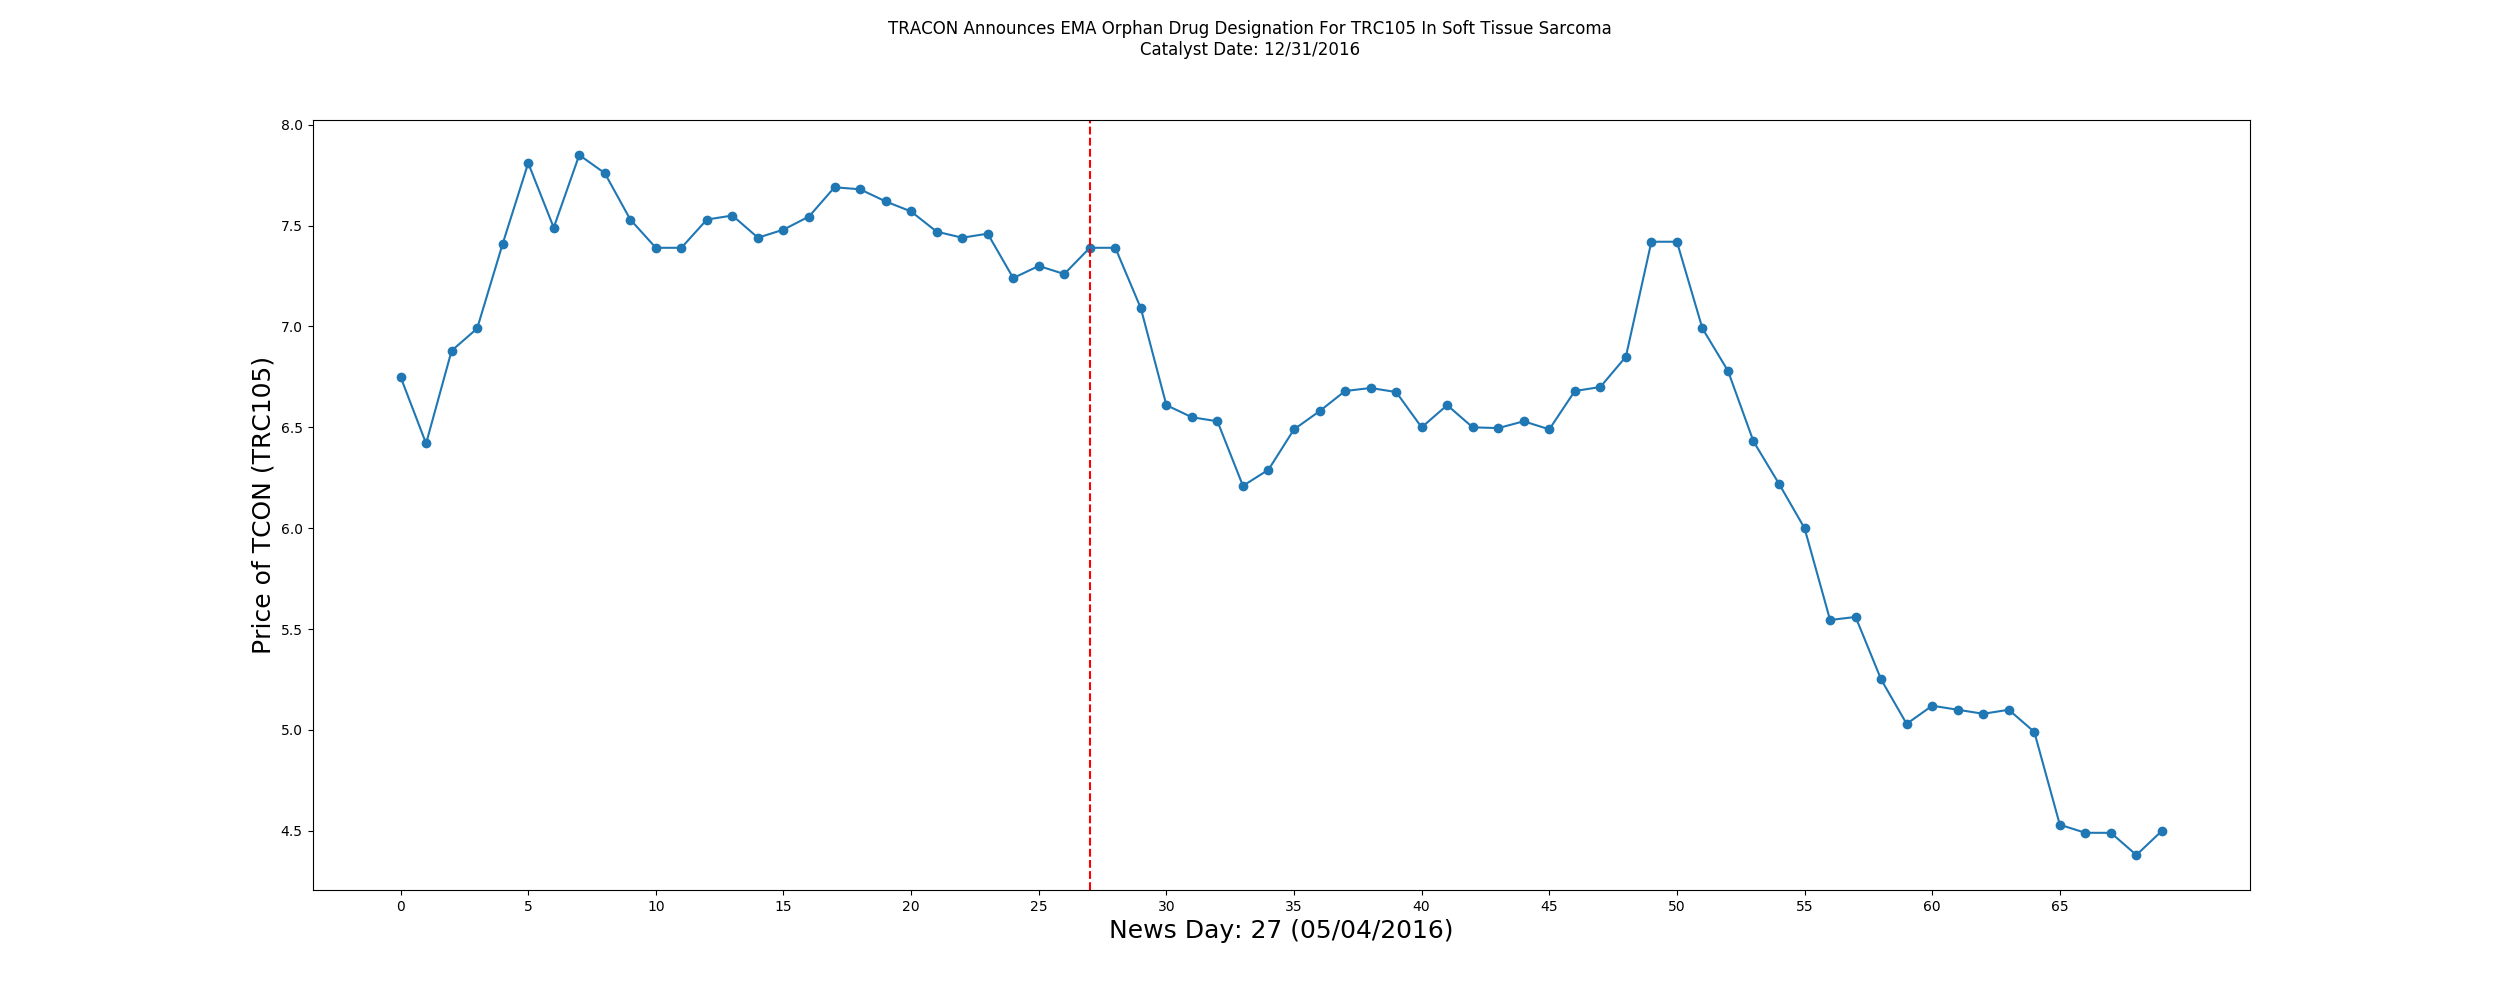 TRACON Announces EMA Orphan Drug Designation For TRC105 In Soft Tissue Sarcoma
Catalyst Date: 12/31/2016
8.0
7.5
7.0
6.5
6.0
5.5
5.0
4.5
Price of TCON (TRC105)
0 5 10 15 20 25 30 35 40 45 50 55 60 65
News Day: 27 (05/04/2016)